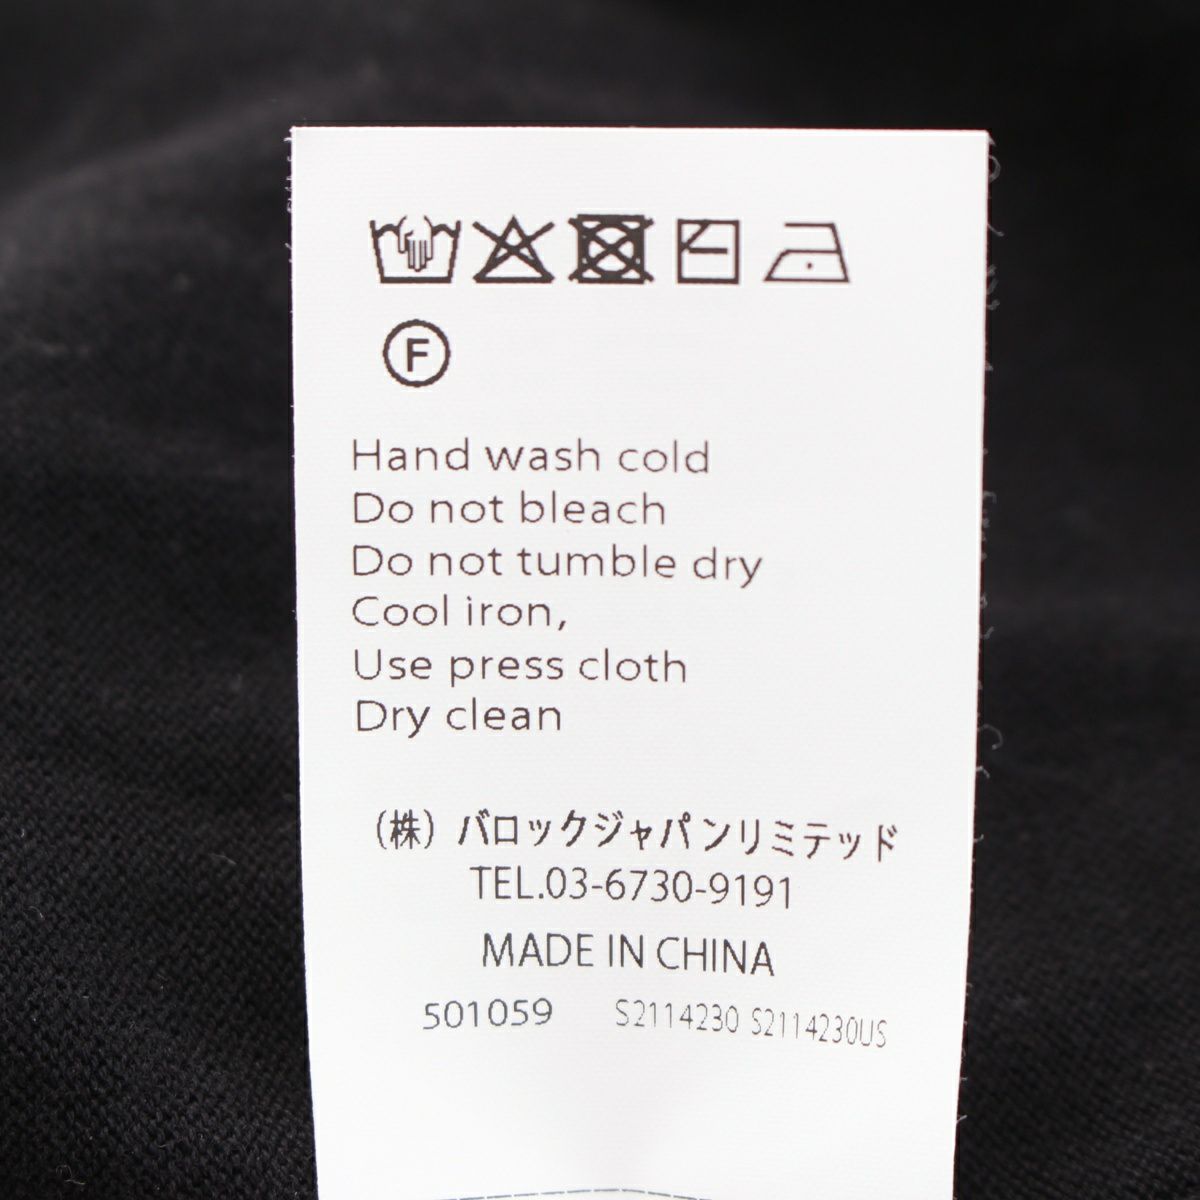 F
Hand wash cold
Do not bleach
Do not tumble dry
Cool iron,
Use press cloth
Dry clean
(株) バロックジャパンリミテッド
TEL.03-6730-9191
MADE IN CHINA
501059 S2114230 S2114230US